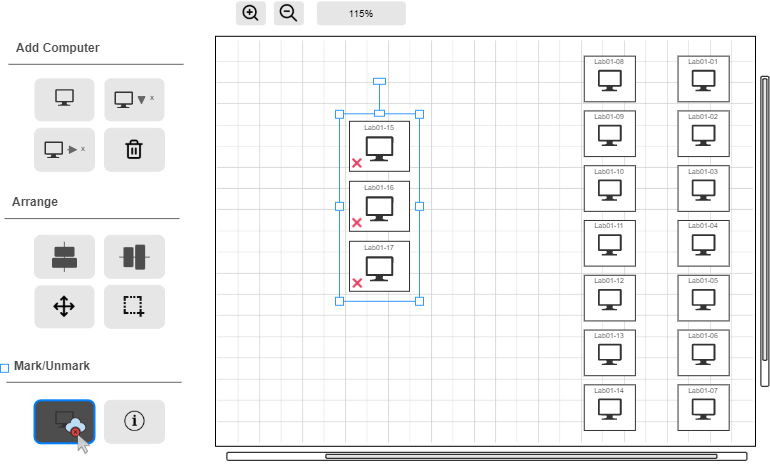 115%
Add Computer
x
x
Arrange
Mark/Unmark
Lab01-15
Lab01-16
Lab01-17
Lab01-08
Lab01-01
Lab01-09
Lab01-02
Lab01-10
Lab01-03
Lab01-11
Lab01-04
Lab01-12
Lab01-05
Lab01-13
Lab01-06
Lab01-14
Lab01-07